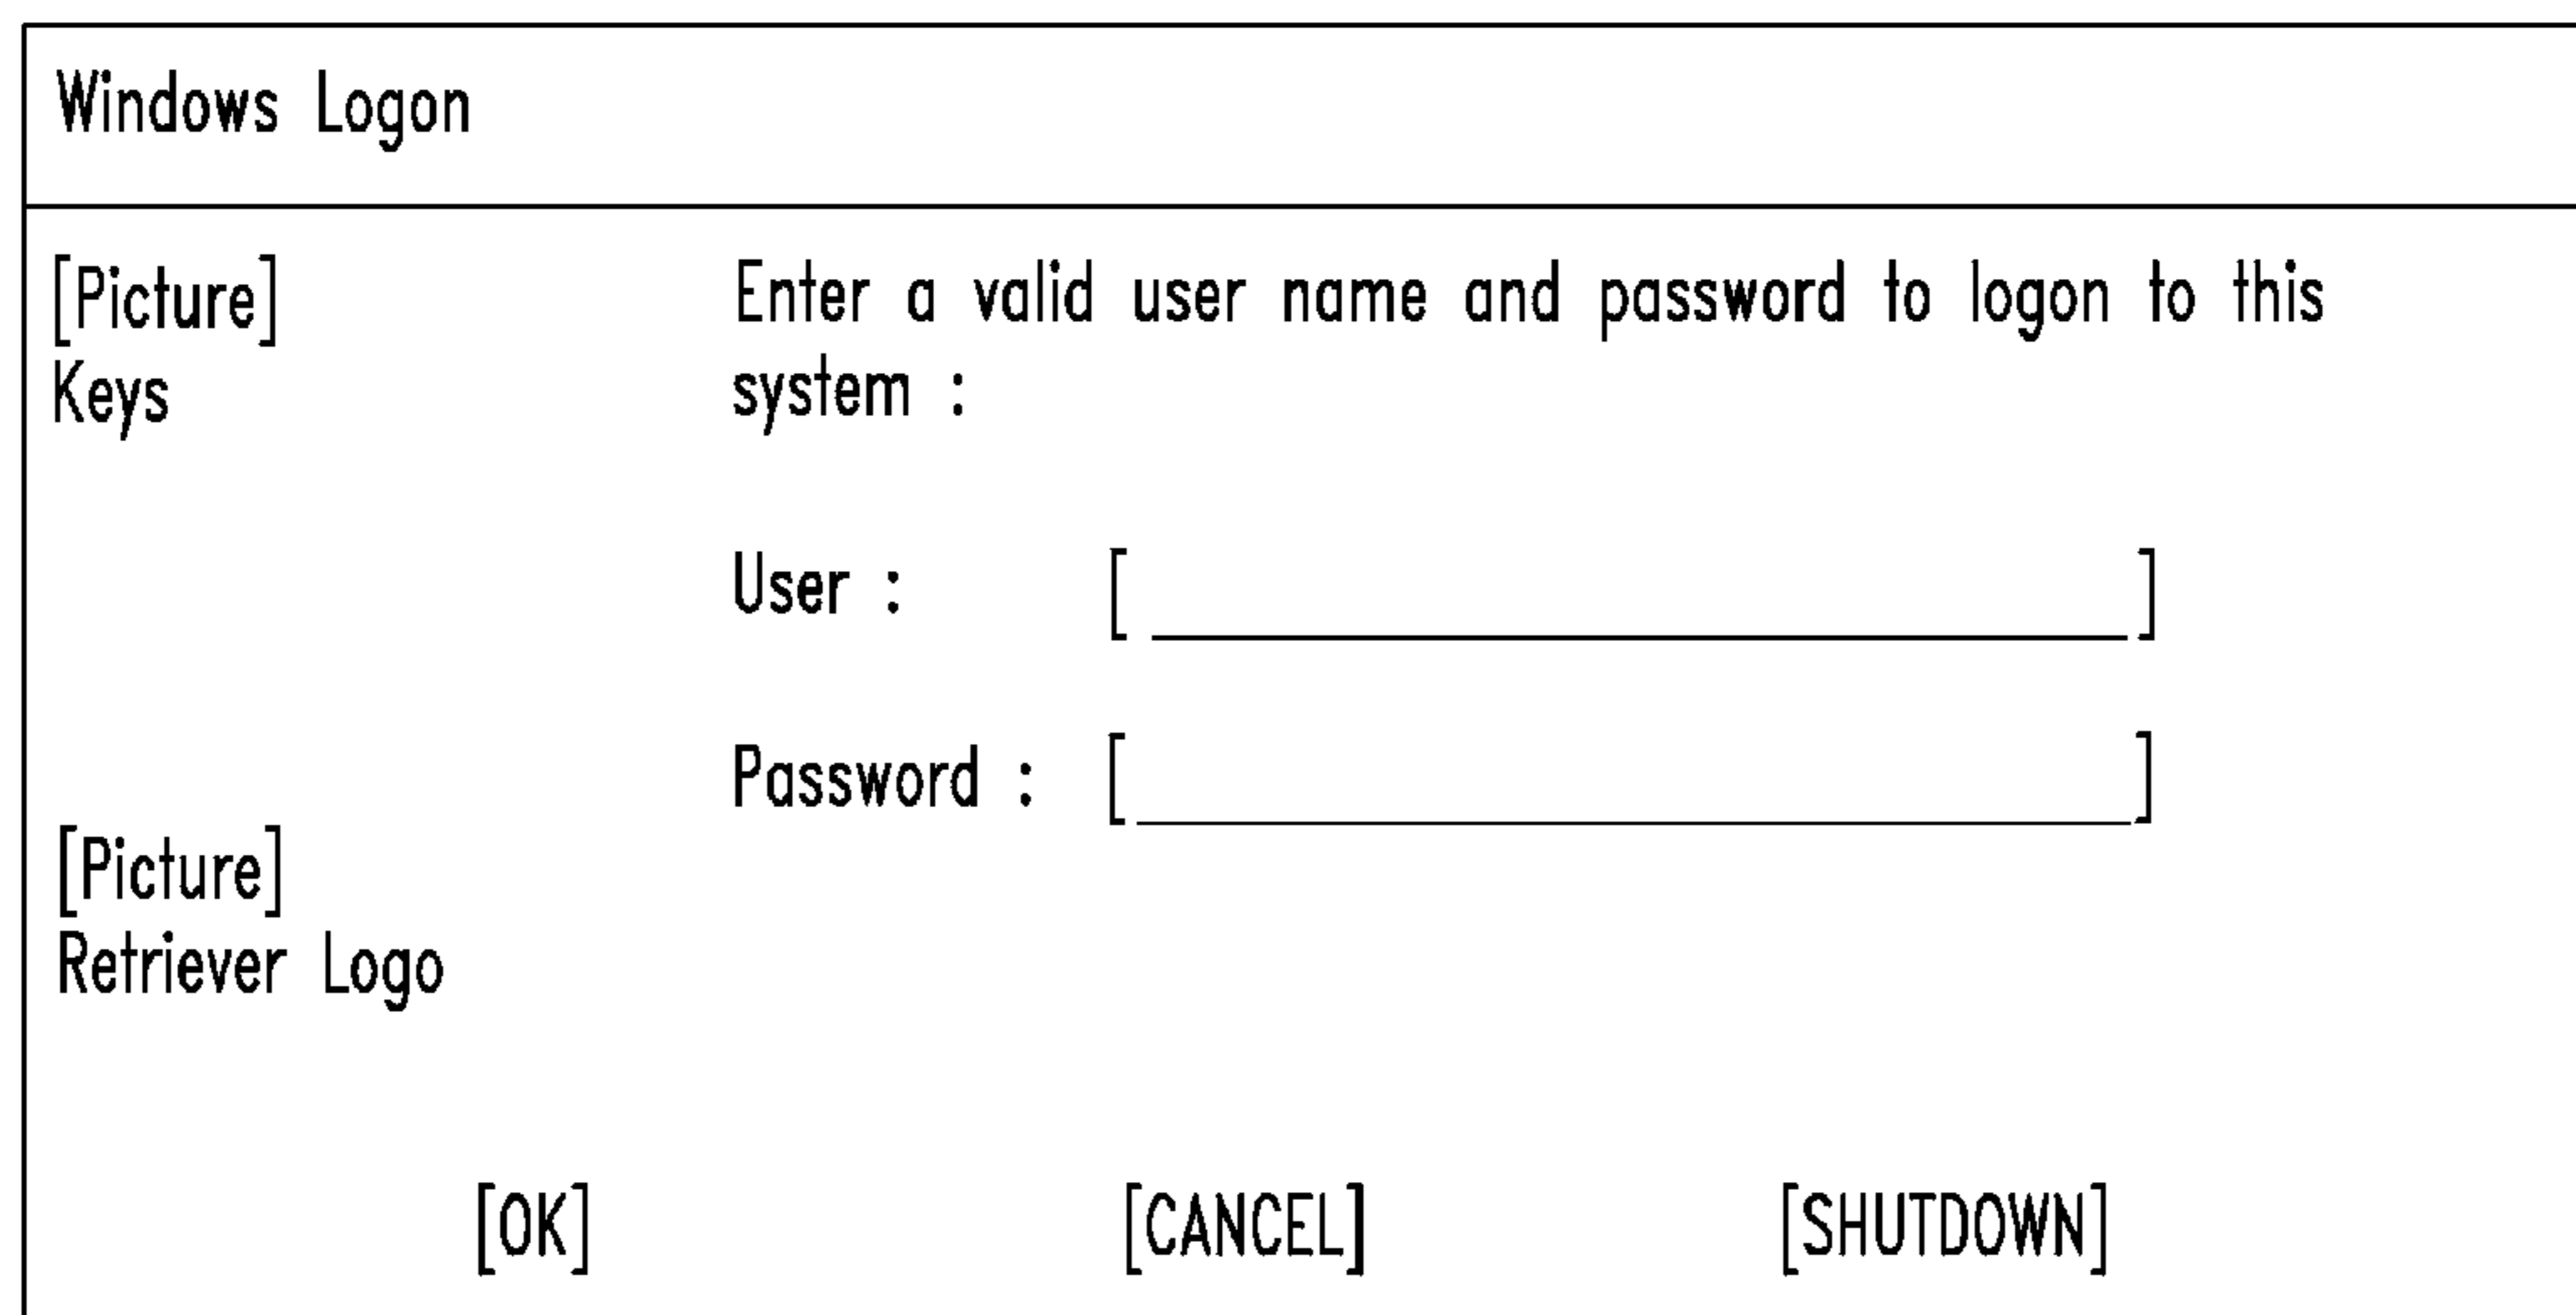 Windows Logon
[Picture]
Keys
Enter a valid user name and password to logon to this
system :
User : [ ]
Password : [ ]
[Picture]
Retriever Logo
[OK] [CANCEL] [SHUTDOWN]